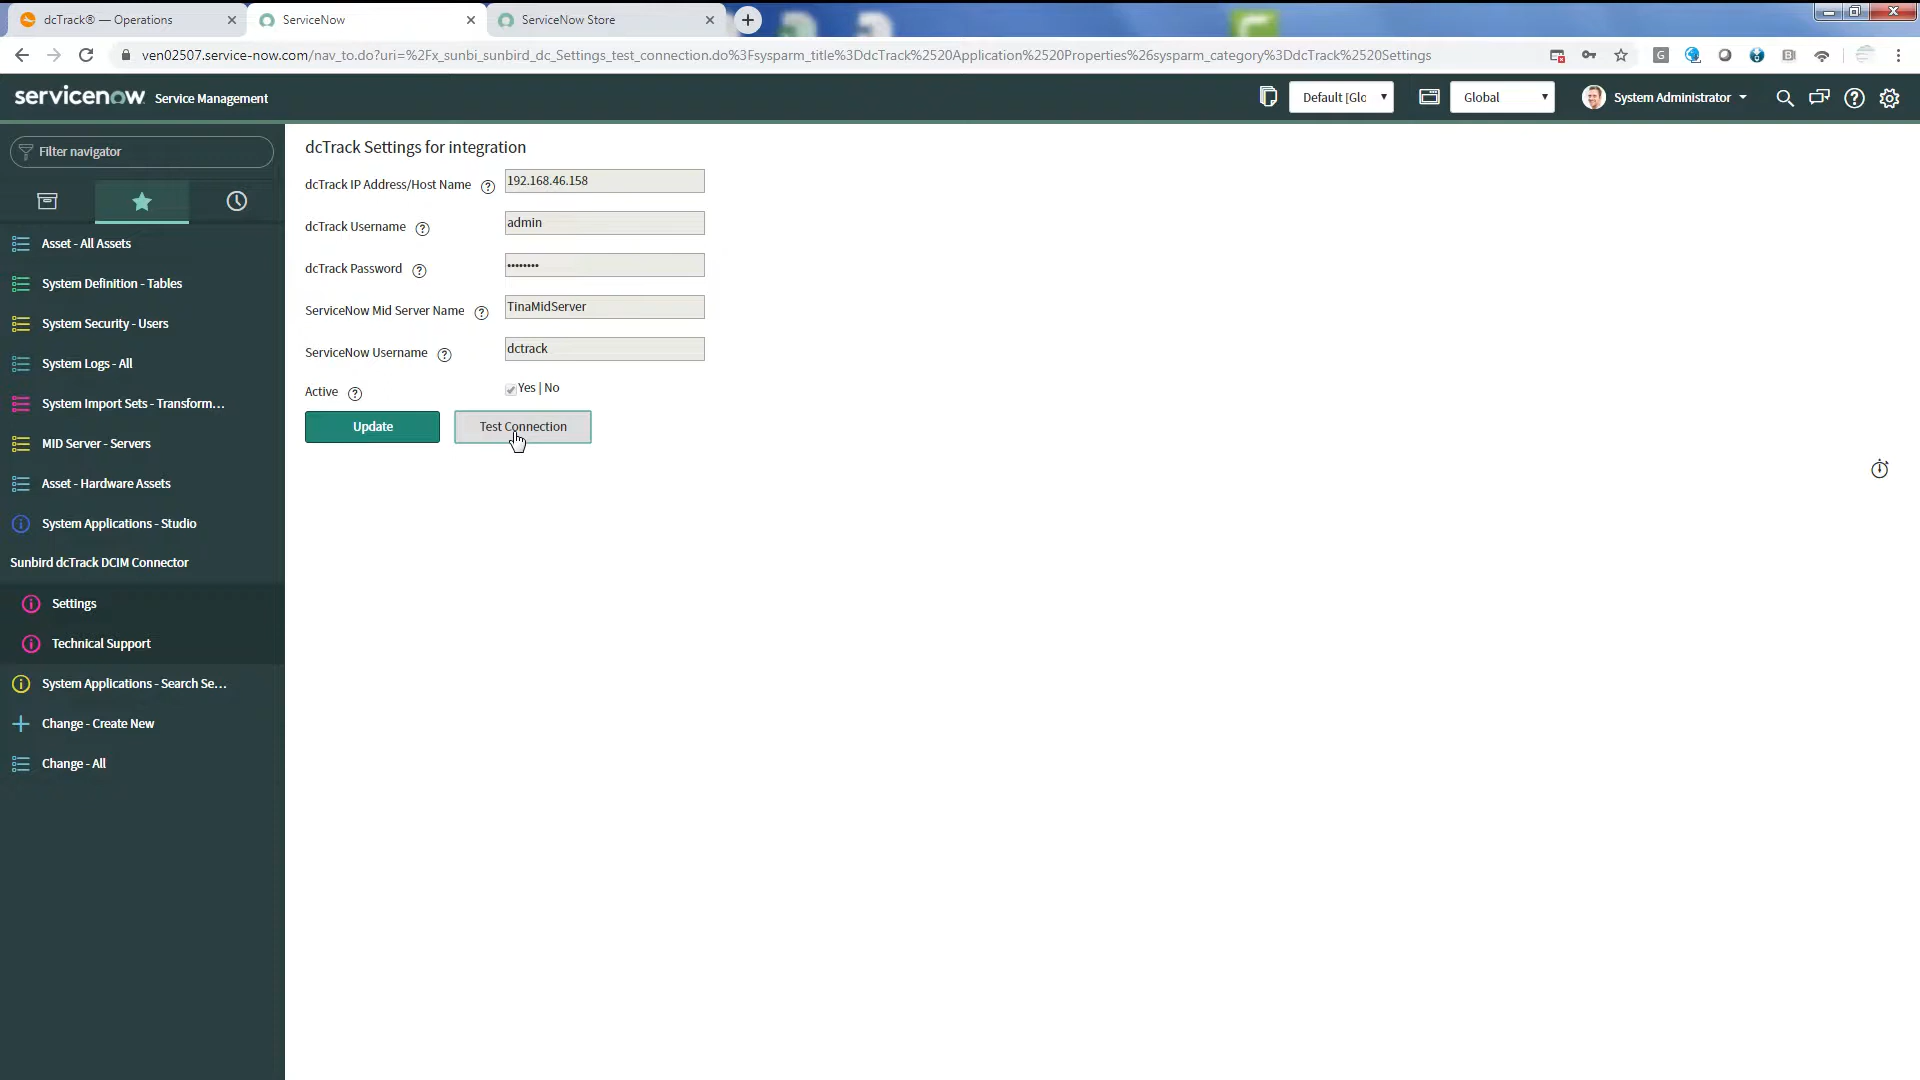 dcTrack® — Operations
ServiceNow
ServiceNow Store
ven02507.service-now.com/nav_to.do?uri=%2Fx_sunbi_sunbird_dc_Settings_test_connection.do%3Fsysparm_title%3DdcTrack%2520Application%2520Properties%26sysparm_category%3DdcTrack%2520Settings
servicenow Service Management
Default [Glc
Global
System Administrator
Filter navigator
Asset - All Assets
System Definition - Tables
System Security - Users
System Logs - All
System Import Sets - Transform...
MID Server - Servers
Asset - Hardware Assets
System Applications - Studio
Sunbird dcTrack DCIM Connector
Settings
Technical Support
System Applications - Search Se...
Change - Create New
Change - All
dcTrack Settings for integration
dcTrack IP Address/Host Name 192.168.46.158
dcTrack Username admin
dcTrack Password ••••••••
ServiceNow Mid Server Name TinaMidServer
ServiceNow Username dctrack
Active Yes | No
Update
Test Connection